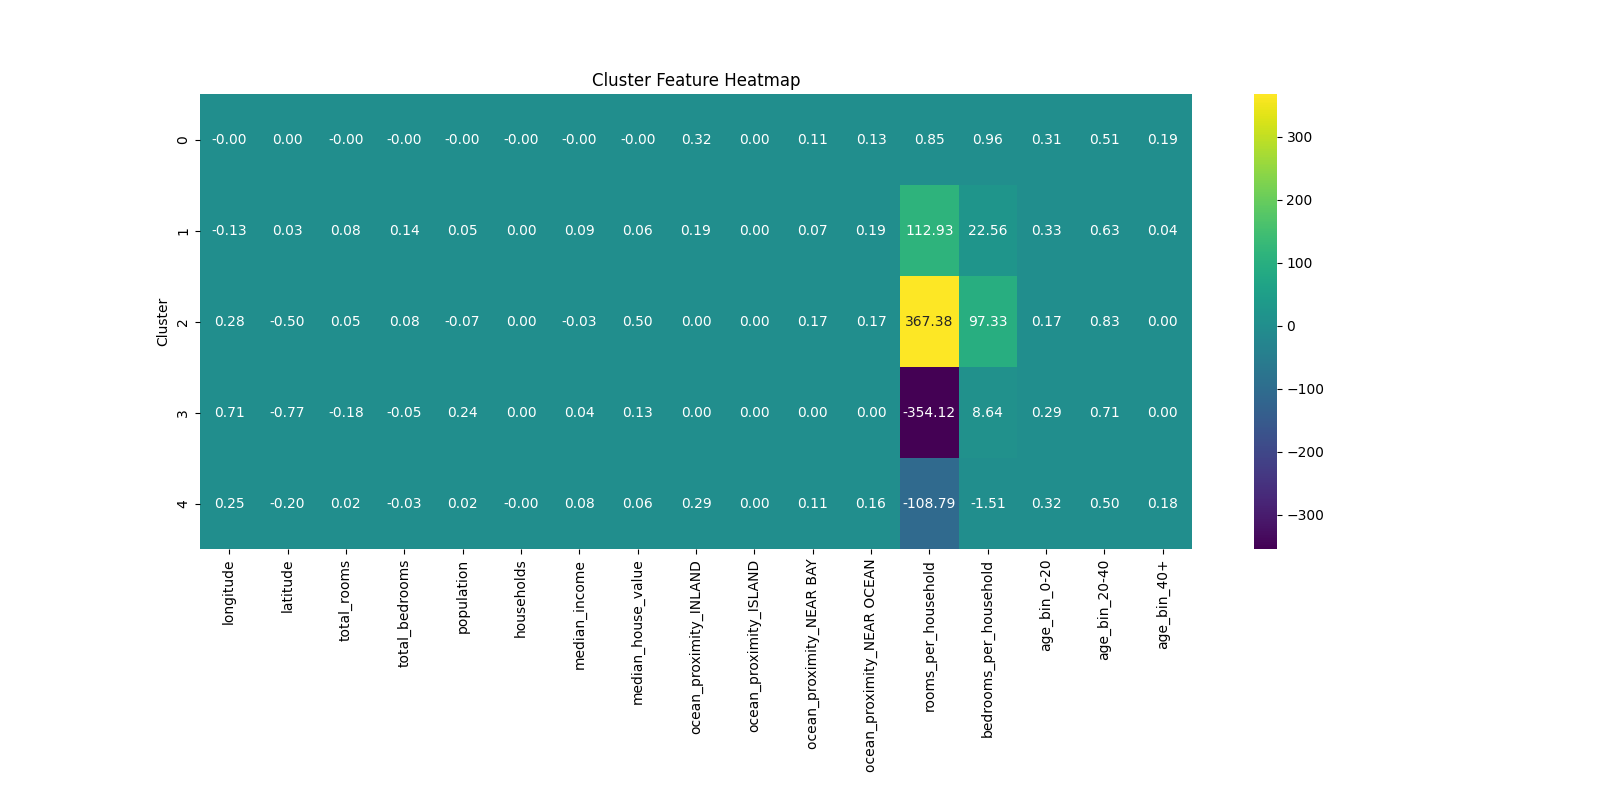 Cluster Feature Heatmap
0 -0.00 0.00 -0.00 -0.00 -0.00 -0.00 -0.00 -0.00 0.32 0.00 0.11 0.13 0.85 0.96 0.31 0.51 0.19
1 -0.13 0.03 0.08 0.14 0.05 0.00 0.09 0.06 0.19 0.00 0.07 0.19 112.93 22.56 0.33 0.63 0.04
2 0.28 -0.50 0.05 0.08 -0.07 0.00 -0.03 0.50 0.00 0.00 0.17 0.17 367.38 97.33 0.17 0.83 0.00
3 0.71 -0.77 -0.18 -0.05 0.24 0.00 0.04 0.13 0.00 0.00 0.00 0.00 -354.12 8.64 0.29 0.71 0.00
4 0.25 -0.20 0.02 -0.03 0.02 -0.00 0.08 0.06 0.29 0.00 0.11 0.16 -108.79 -1.51 0.32 0.50 0.18
Cluster
longitude
latitude
total_rooms
total_bedrooms
population
households
median_income
median_house_value
ocean_proximity_INLAND
ocean_proximity_ISLAND
ocean_proximity_NEAR BAY
ocean_proximity_NEAR OCEAN
rooms_per_household
bedrooms_per_household
age_bin_0-20
age_bin_20-40
age_bin_40+
300
200
100
0
−100
−200
−300